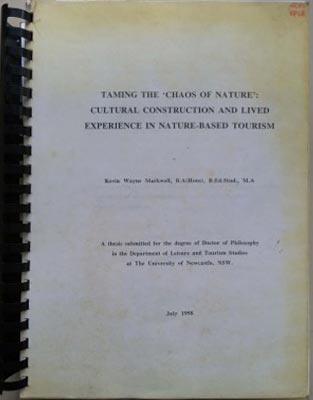 TAMING THE 'CHAOS OF NATURE':
CULTURAL CONSTRUCTION AND LIVED
EXPERIENCE IN NATURE-BASED TOURISM
Kevin Wayne Markwell, B.A(Hons), B.Ed.Stud., M.A
A thesis submitted for the degree of Doctor of Philosophy
in the Department of Leisure and Tourism Studies
at The University of Newcastle, NSW.
July 1998